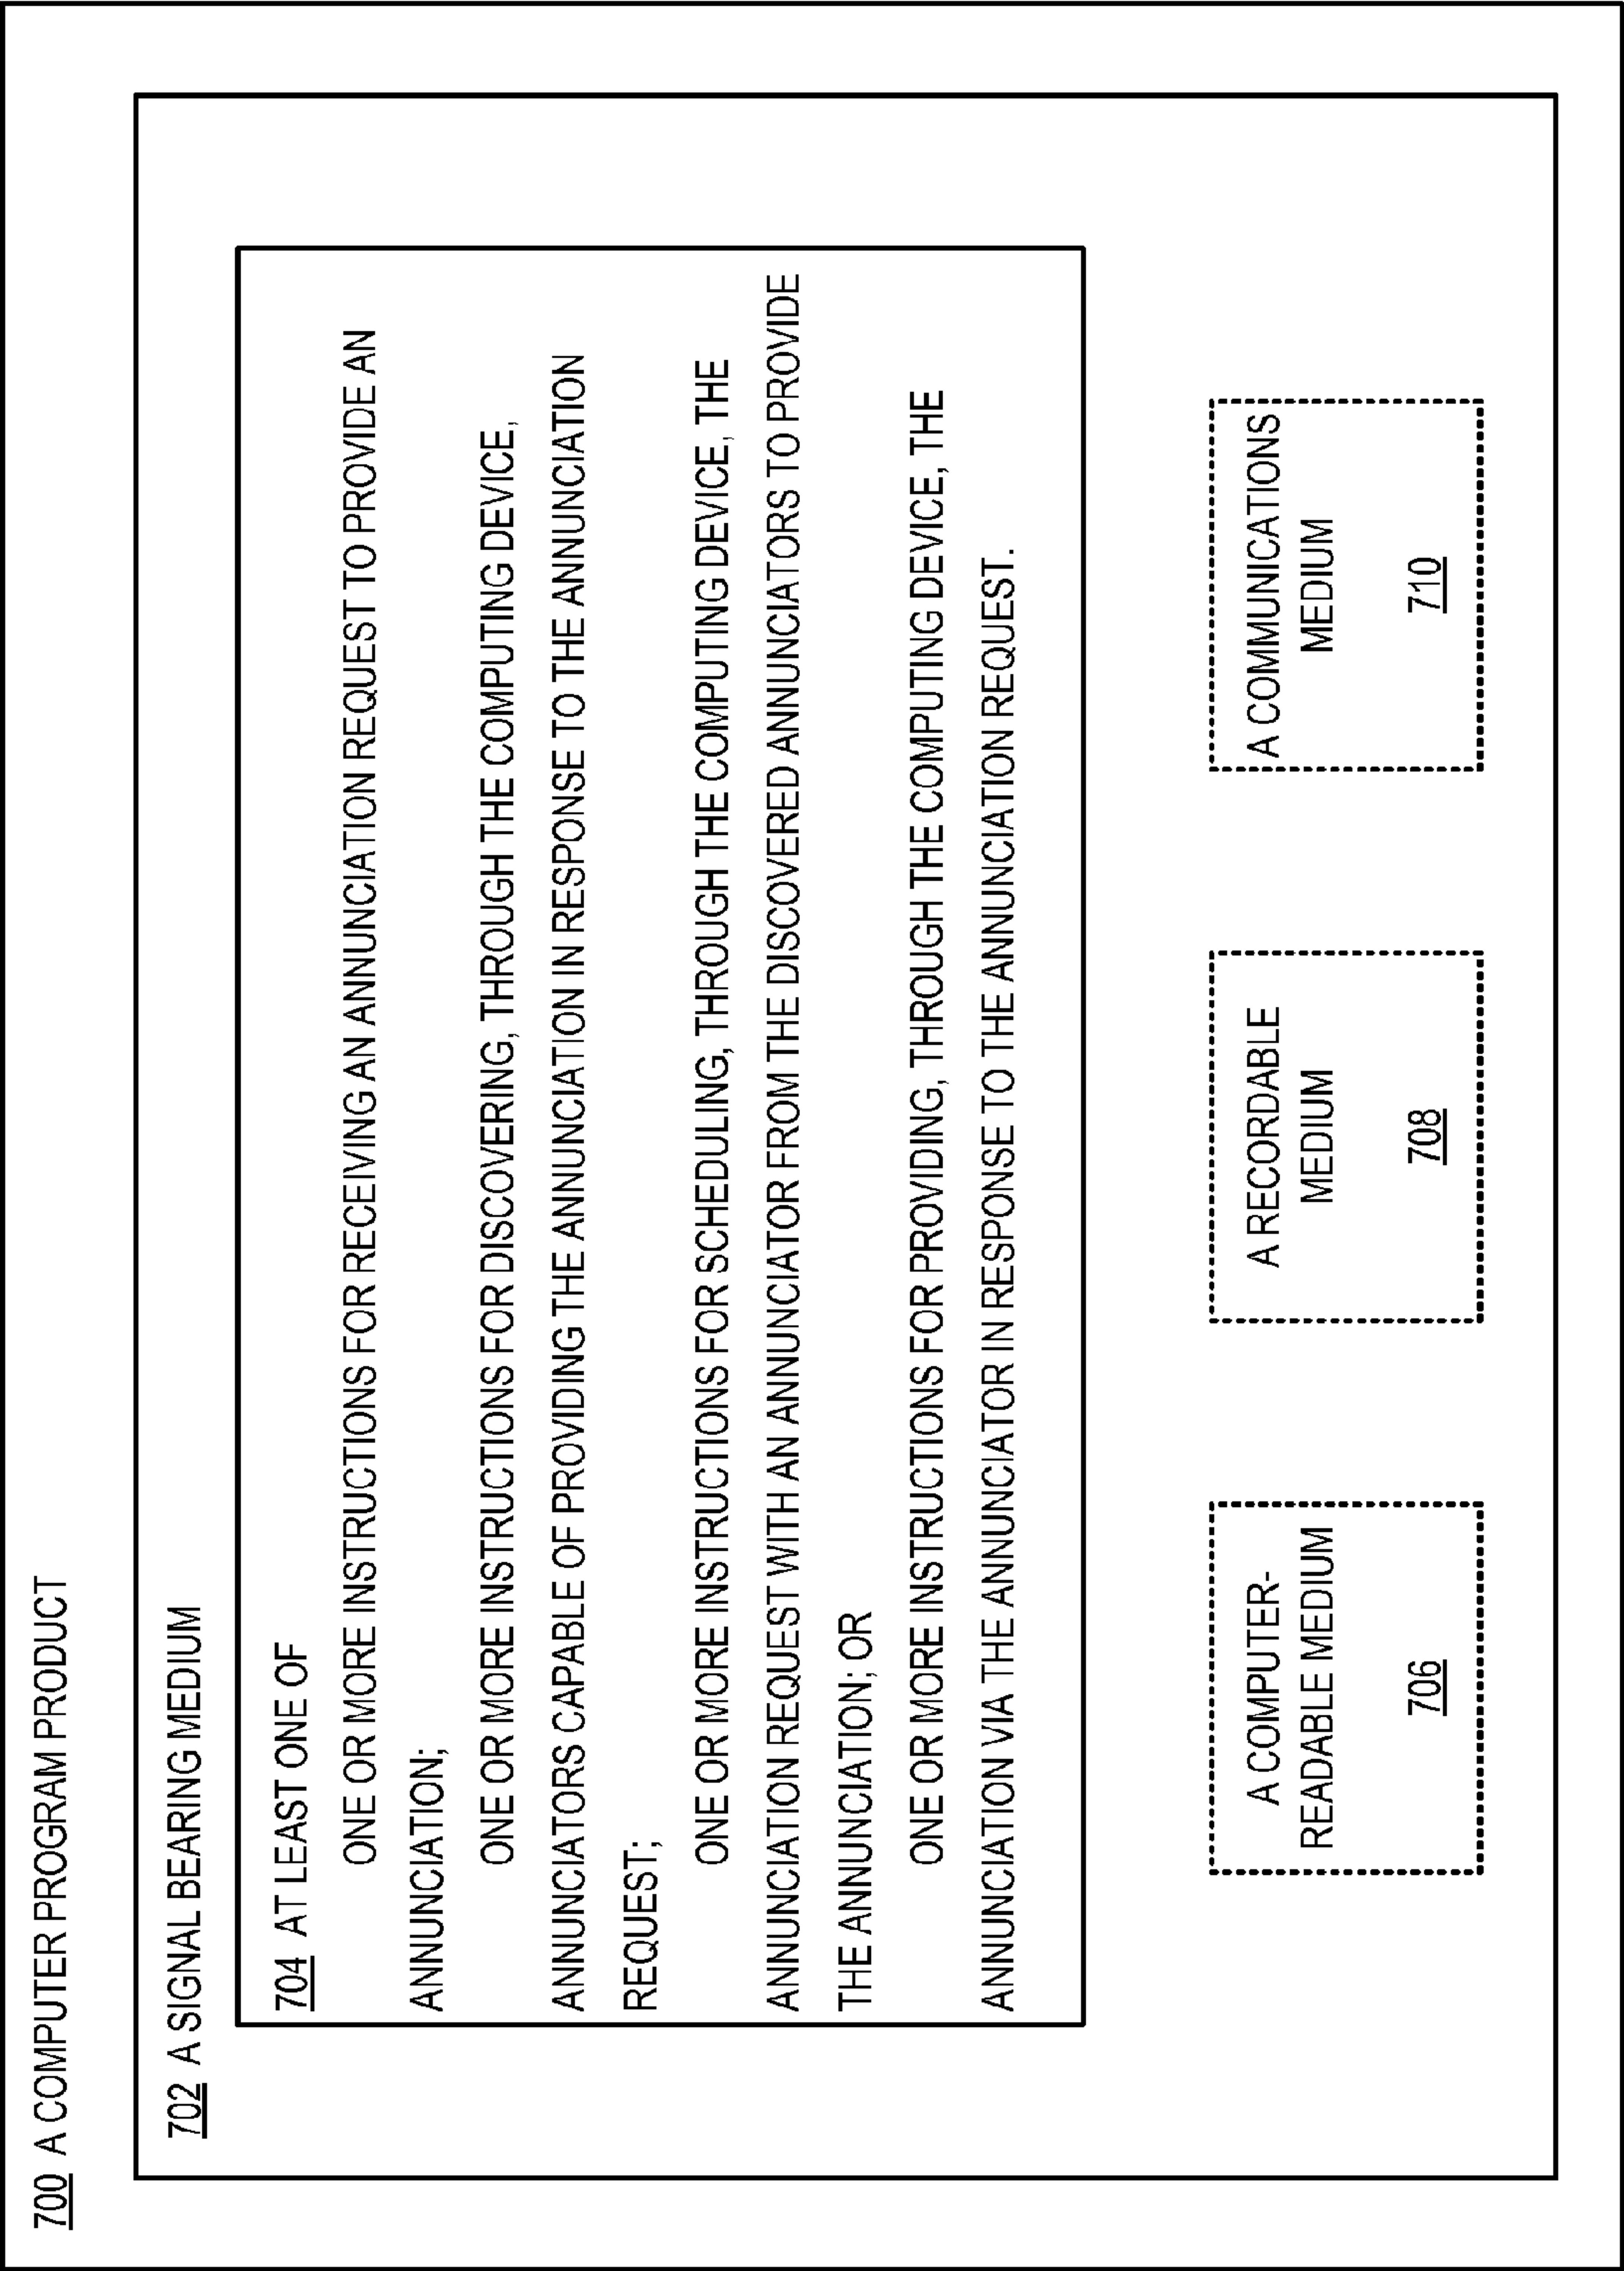 700 A COMPUTER PROGRAM PRODUCT
702 A SIGNAL BEARING MEDIUM
704 AT LEAST ONE OF
ONE OR MORE INSTRUCTIONS FOR RECEIVING AN ANNUNCIATION REQUEST TO PROVIDE AN
ANNUNCIATION;
ONE OR MORE INSTRUCTIONS FOR DISCOVERING, THROUGH THE COMPUTING DEVICE,
ANNUNCIATORS CAPABLE OF PROVIDING THE ANNUNCIATION IN RESPONSE TO THE ANNUNCIATION
REQUEST;
ONE OR MORE INSTRUCTIONS FOR SCHEDULING, THROUGH THE COMPUTING DEVICE, THE
ANNUNCIATION REQUEST WITH AN ANNUNCIATOR FROM THE DISCOVERED ANNUNCIATORS TO PROVIDE
THE ANNUNCIATION; OR
ONE OR MORE INSTRUCTIONS FOR PROVIDING, THROUGH THE COMPUTING DEVICE, THE
ANNUNCIATION VIA THE ANNUNCIATOR IN RESPONSE TO THE ANNUNCIATION REQUEST.
A COMPUTER-
READABLE MEDIUM
706
A RECORDABLE
MEDIUM
708
A COMMUNICATIONS
MEDIUM
710